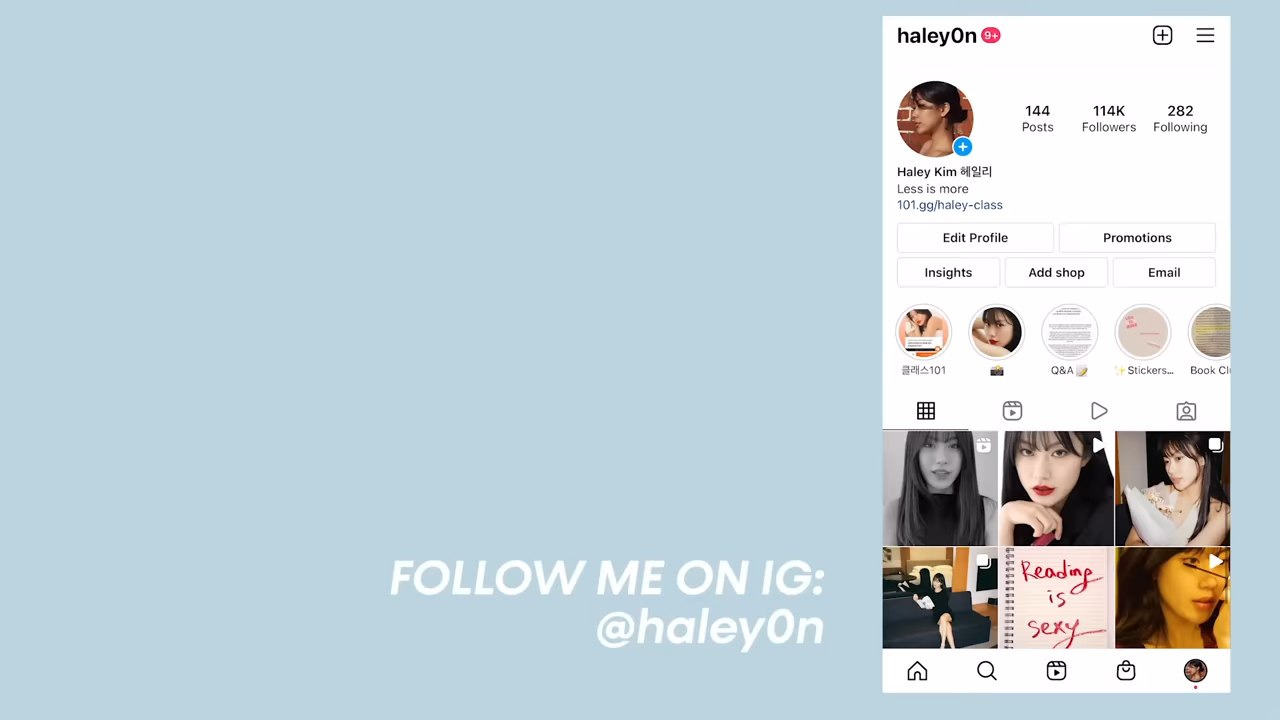 haley0n 9+
144
Posts
114K
Followers
282
Following
Haley Kim 헤일리
Less is more
101.gg/haley-class
Edit Profile
Promotions
Insights
Add shop
Email
클래스101
Q&A
Stickers...
Book Cl
Reading
is
sexy
FOLLOW ME ON IG:
@haley0n